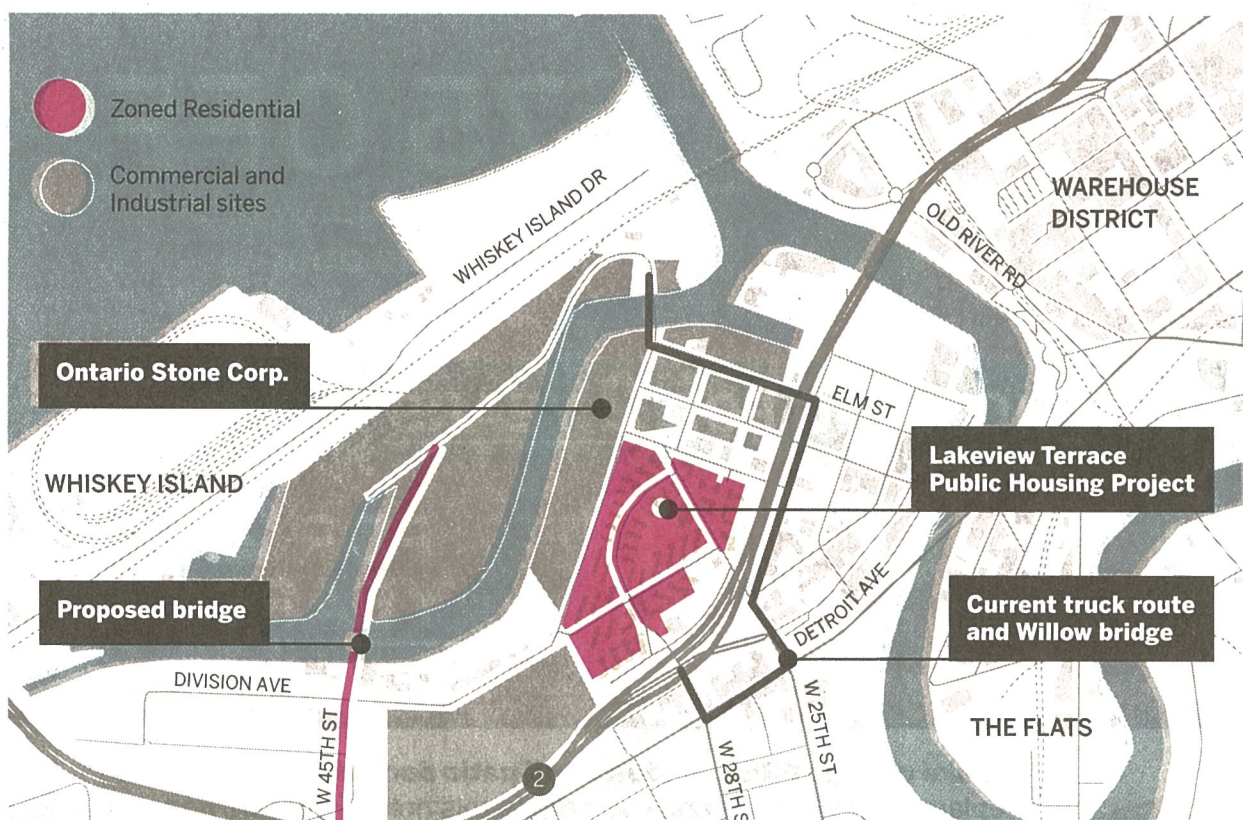 Zoned Residential
Commercial and
Industrial sites
WHISKEY ISLAND DR
WAREHOUSE
DISTRICT
OLD RIVER RD
Ontario Stone Corp.
ELM ST
Lakeview Terrace
Public Housing Project
WHISKEY ISLAND
Proposed bridge
DETROIT AVE
Current truck route
and Willow bridge
DIVISION AVE
W 45TH ST
W 25TH ST
THE FLATS
W 28TH S
2